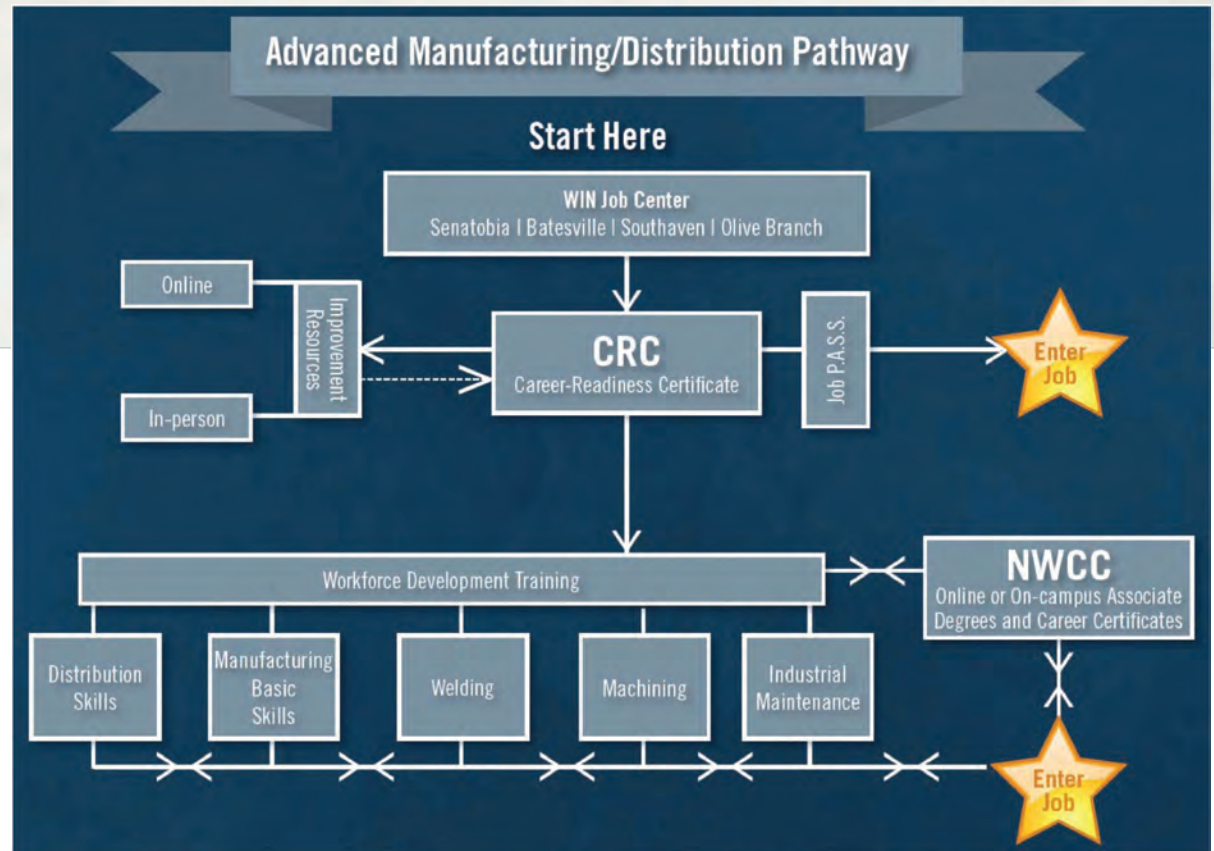 Advanced Manufacturing/Distribution Pathway
Start Here
WIN Job Center
Senatobia I Batesville I Southaven I Olive Branch
Online
Improvement
Resources
In-person
CRC
Career-Readiness Certificate
Job P.A.S.S.
Enter
Job
Workforce Development Training
NWCC
Online or On-campus Associate
Degrees and Career Certificates
Distribution
Skills
Manufacturing
Basic
Skills
Welding
Machining
Industrial
Maintenance
Enter
Job